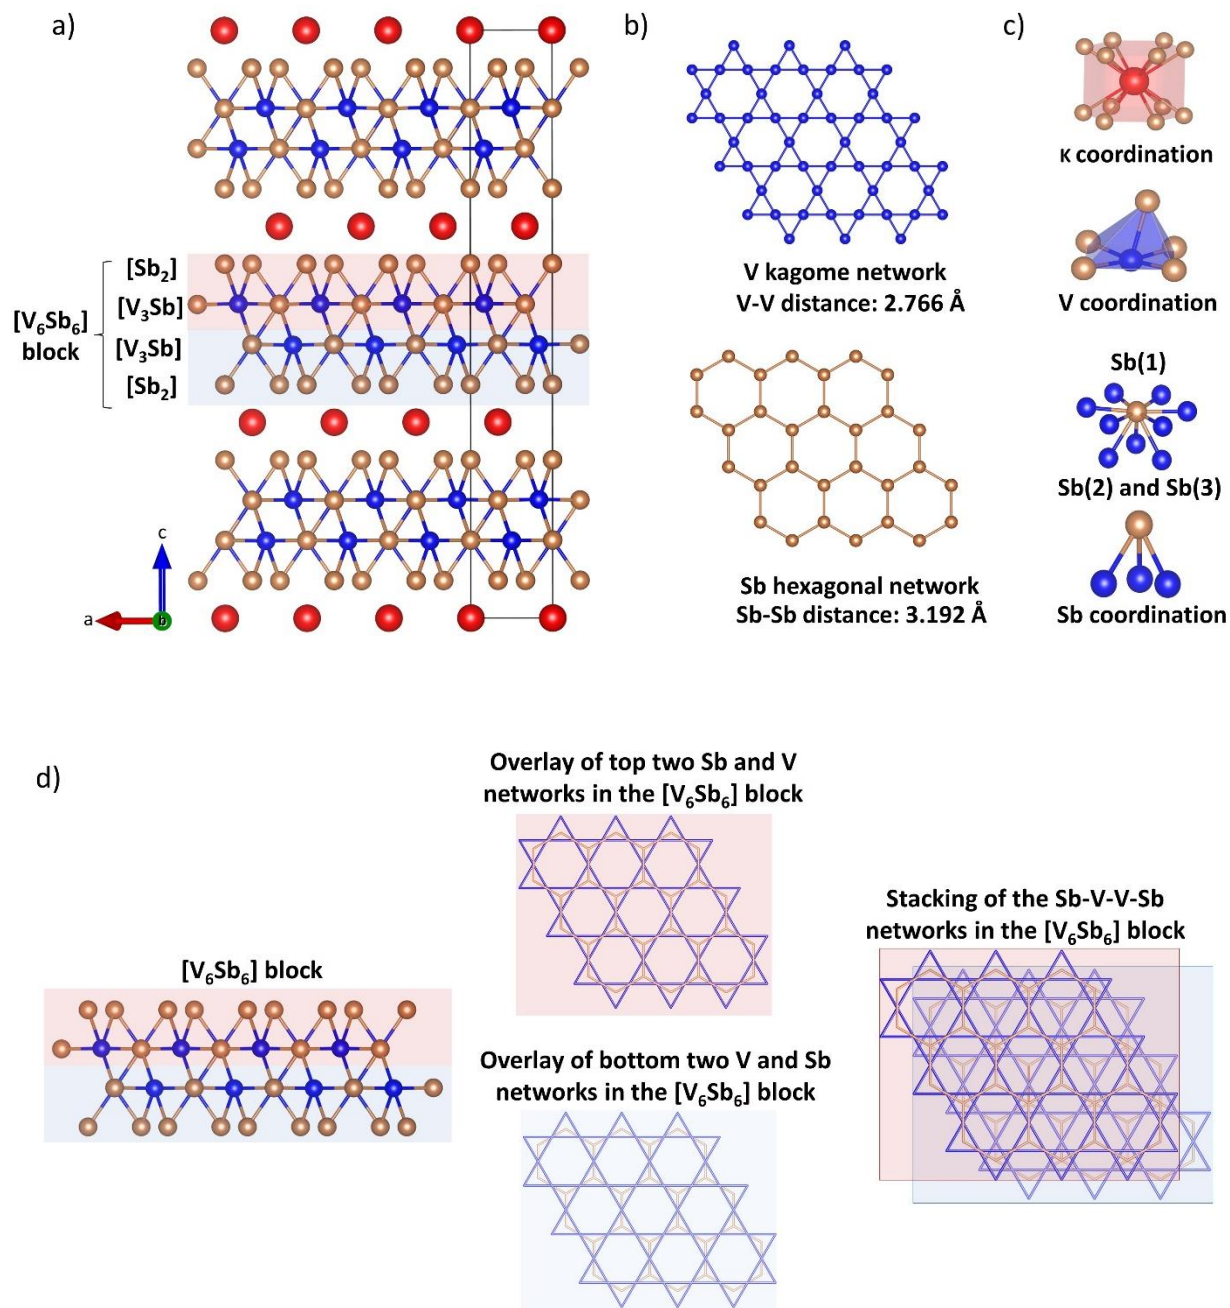 a)
[Sb₂]
[V₃Sb]
[V₆Sb₆]
block
[V₃Sb]
[Sb₂]
c
a
b
b)
V kagome network
V-V distance: 2.766 Å
Sb hexagonal network
Sb-Sb distance: 3.192 Å
c)
K coordination
V coordination
Sb(1)
Sb(2) and Sb(3)
Sb coordination
d)
[V₆Sb₆] block
Overlay of top two Sb and V
networks in the [V₆Sb₆] block
Overlay of bottom two V and Sb
networks in the [V₆Sb₆] block
Stacking of the Sb-V-V-Sb
networks in the [V₆Sb₆] block